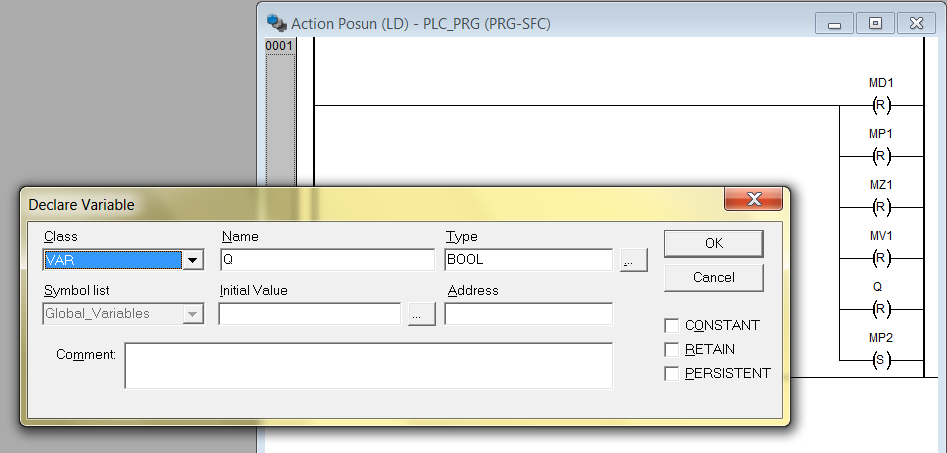 Action Posun (LD) - PLC_PRG (PRG-SFC)
0001
MD1
(R)
MP1
(R)
MZ1
(R)
MV1
(R)
Q
(R)
MP2
(S)
Declare Variable
Class Name Type
VAR Q BOOL ... OK
Cancel
Symbol list Initial Value Address
Global_Variables ...
CONSTANT
Comment: RETAIN
PERSISTENT